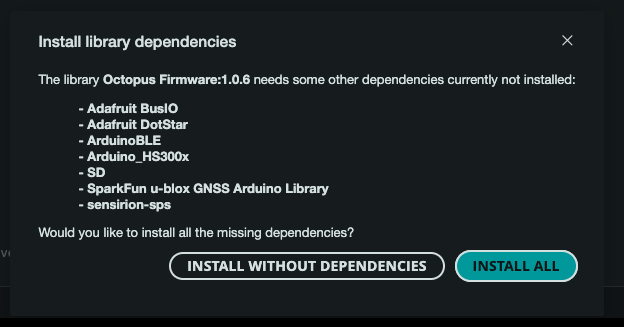 Install library dependencies
The library Octopus Firmware:1.0.6 needs some other dependencies currently not installed:
- Adafruit BusIO
- Adafruit DotStar
- ArduinoBLE
- Arduino_HS300x
- SD
- SparkFun u-blox GNSS Arduino Library
- sensirion-sps
Would you like to install all the missing dependencies?
INSTALL WITHOUT DEPENDENCIES INSTALL ALL